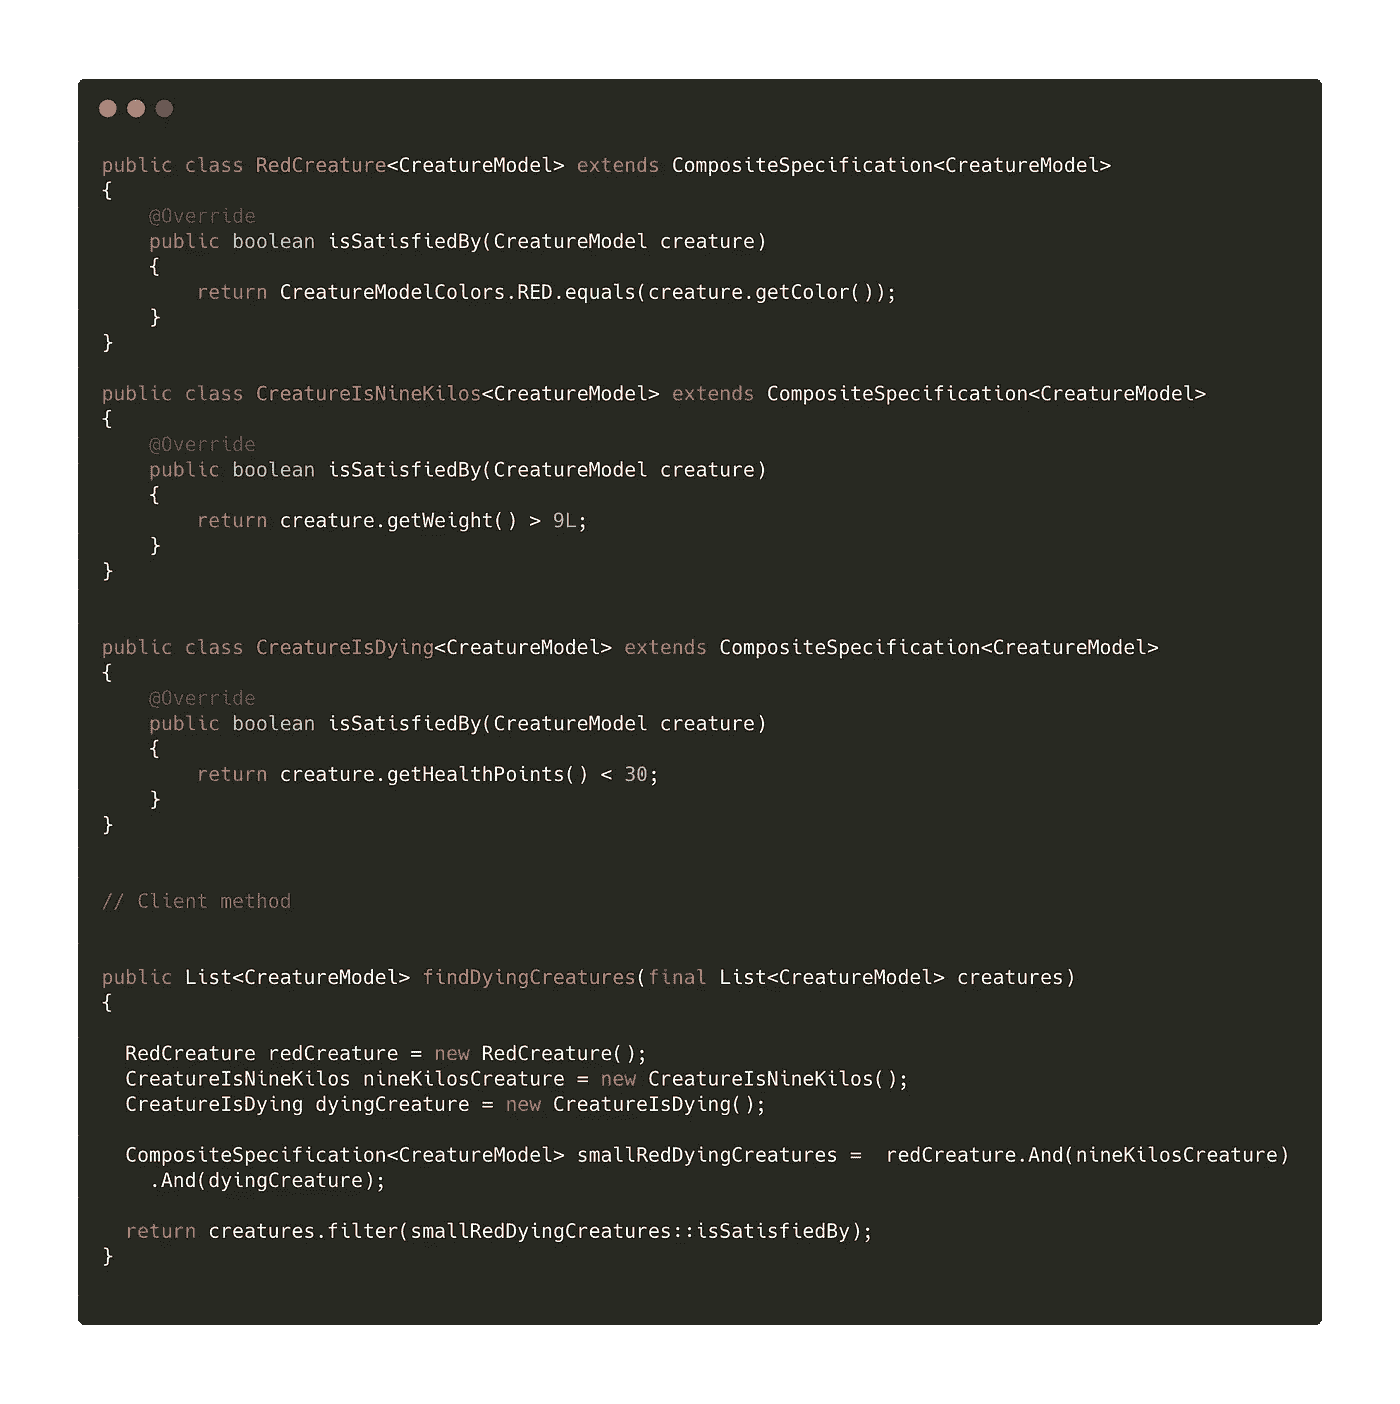 public class RedCreature<CreatureModel> extends CompositeSpecification<CreatureModel>
{
    @Override
    public boolean isSatisfiedBy(CreatureModel creature)
    {
        return CreatureModelColors.RED.equals(creature.getColor());
    }
}

public class CreatureIsNineKilos<CreatureModel> extends CompositeSpecification<CreatureModel>
{
    @Override
    public boolean isSatisfiedBy(CreatureModel creature)
    {
        return creature.getWeight() > 9L;
    }
}

public class CreatureIsDying<CreatureModel> extends CompositeSpecification<CreatureModel>
{
    @Override
    public boolean isSatisfiedBy(CreatureModel creature)
    {
        return creature.getHealthPoints() < 30;
    }
}

// Client method

public List<CreatureModel> findDyingCreatures(final List<CreatureModel> creatures)
{

  RedCreature redCreature = new RedCreature();
  CreatureIsNineKilos nineKilosCreature = new CreatureIsNineKilos();
  CreatureIsDying dyingCreature = new CreatureIsDying();

  CompositeSpecification<CreatureModel> smallRedDyingCreatures =  redCreature.And(nineKilosCreature)
    .And(dyingCreature);

  return creatures.filter(smallRedDyingCreatures::isSatisfiedBy);
}